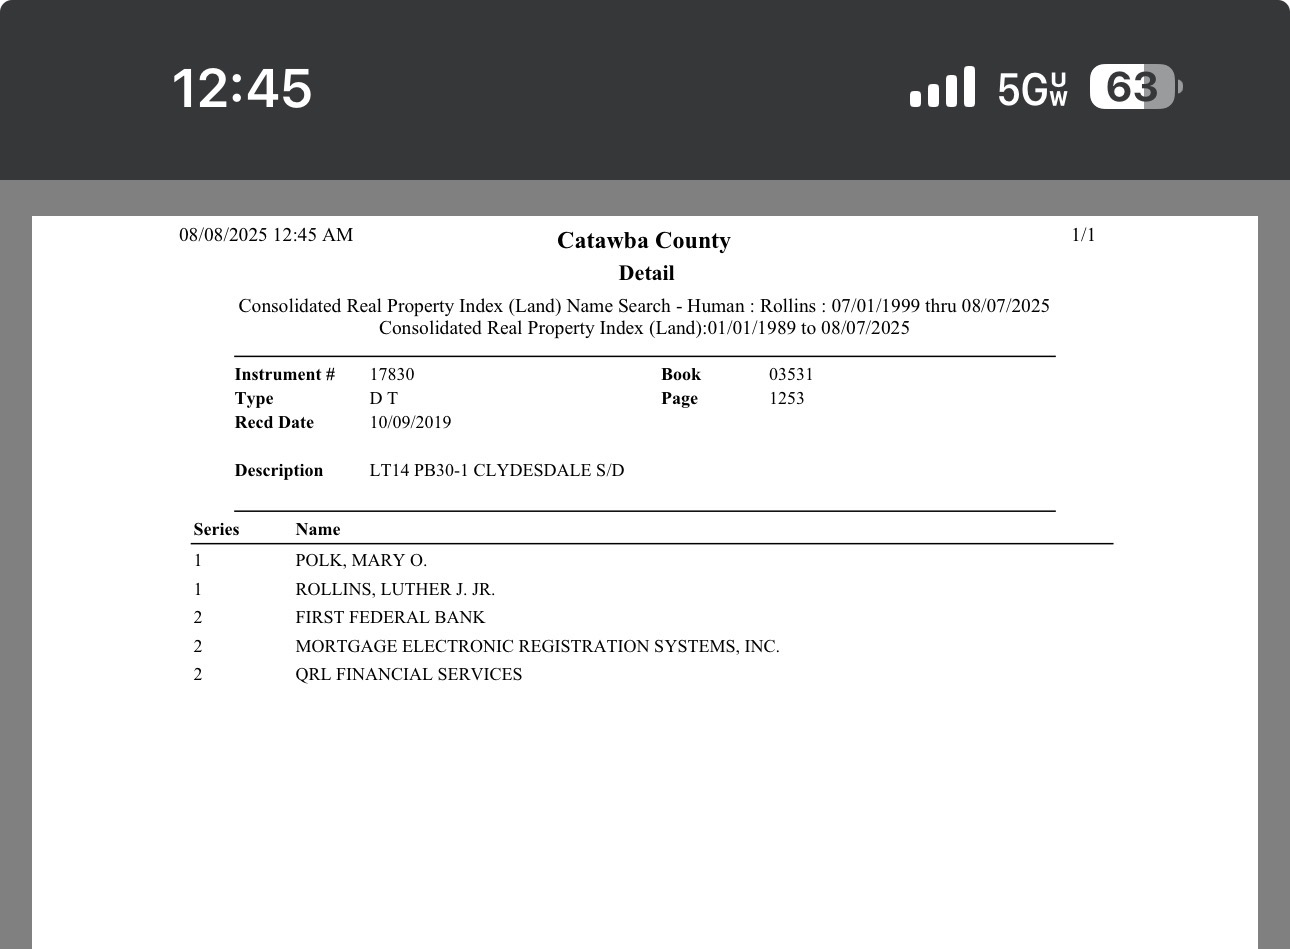 12:45 5GUW 63
08/08/2025 12:45 AM Catawba County 1/1
Detail
Consolidated Real Property Index (Land) Name Search - Human : Rollins : 07/01/1999 thru 08/07/2025
Consolidated Real Property Index (Land):01/01/1989 to 08/07/2025
Instrument # 17830 Book 03531
Type D T Page 1253
Recd Date 10/09/2019
Description LT14 PB30-1 CLYDESDALE S/D
Series Name
1 POLK, MARY O.
1 ROLLINS, LUTHER J. JR.
2 FIRST FEDERAL BANK
2 MORTGAGE ELECTRONIC REGISTRATION SYSTEMS, INC.
2 QRL FINANCIAL SERVICES